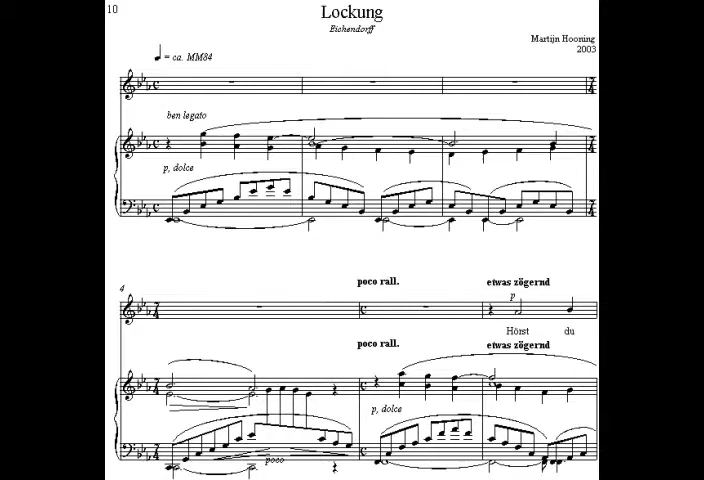 10
Lockung
Eichendorff
Martijn Hooning
2003
= ca. MM84
ben legato
p, dolce
4
poco rall.
etwas zögernd
p
Hörst du
poco rall.
etwas zögernd
p, dolce
poco